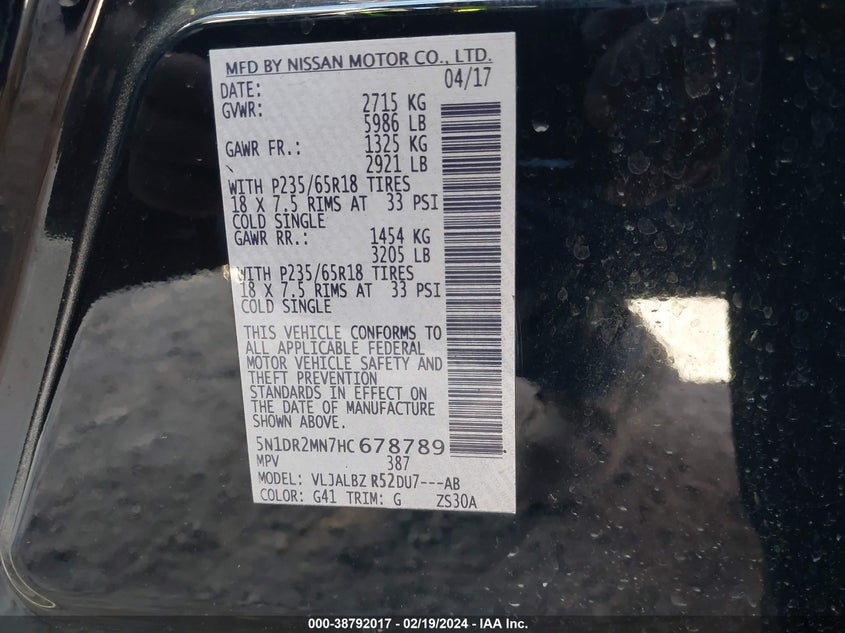 MFD BY NISSAN MOTOR CO., LTD.
DATE: 04/17
GVWR: 2715 KG
5986 LB
GAWR FR.: 1325 KG
2921 LB
WITH P235/65R18 TIRES
18 X 7.5 RIMS AT 33 PSI
COLD SINGLE
GAWR RR.: 1454 KG
3205 LB
WITH P235/65R18 TIRES
18 X 7.5 RIMS AT 33 PSI
COLD SINGLE
THIS VEHICLE CONFORMS TO
ALL APPLICABLE FEDERAL
MOTOR VEHICLE SAFETY AND
THEFT PREVENTION
STANDARDS IN EFFECT ON
THE DATE OF MANUFACTURE
SHOWN ABOVE.
5N1DR2MN7HC678789
MPV 387
MODEL: VLJALBZ R52DU7---AB
COLOR: G41 TRIM: G ZS30A
000-38792017 - 02/19/2024 - IAA Inc.